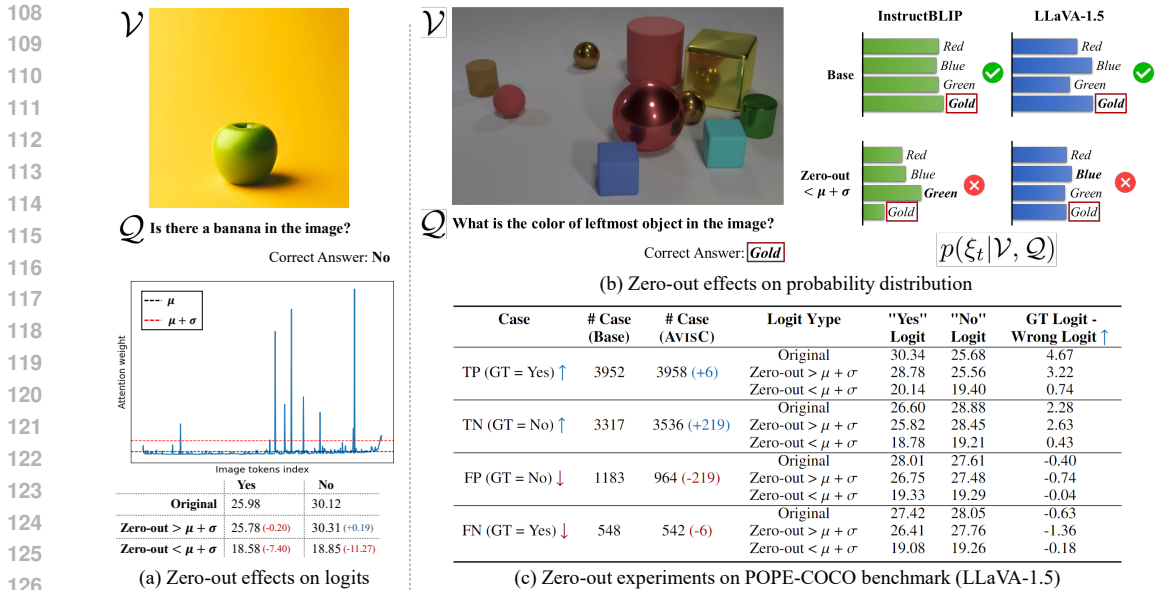 108
109
110
111
112
113
114
115
116
117
118
119
120
121
122
123
124
125
126
𝒱
𝒬 Is there a banana in the image?
Correct Answer: No
μ
μ + σ
Attention weight
Image tokens index
Yes No
Original 25.98 30.12
Zero-out > μ + σ 25.78 (-0.20) 30.31 (+0.19)
Zero-out < μ + σ 18.58 (-7.40) 18.85 (-11.27)
(a) Zero-out effects on logits
𝒱
𝒬 What is the color of leftmost object in the image?
Correct Answer: Gold
InstructBLIP LLaVA-1.5
Base
Red
Blue
Green
Gold
Red
Blue
Green
Gold
Zero-out
< μ + σ
Red
Blue
Green
Gold
Red
Blue
Green
Gold
p(ξt|𝒱, 𝒬)
(b) Zero-out effects on probability distribution
Case # Case (Base) # Case (AVISC) Logit Yype "Yes" Logit "No" Logit GT Logit - Wrong Logit ↑
TP (GT = Yes) ↑ 3952 3958 (+6)
Original 30.34 25.68 4.67
Zero-out > μ + σ 28.78 25.56 3.22
Zero-out < μ + σ 20.14 19.40 0.74
TN (GT = No) ↑ 3317 3536 (+219)
Original 26.60 28.88 2.28
Zero-out > μ + σ 25.82 28.45 2.63
Zero-out < μ + σ 18.78 19.21 0.43
FP (GT = No) ↓ 1183 964 (-219)
Original 28.01 27.61 -0.40
Zero-out > μ + σ 26.75 27.48 -0.74
Zero-out < μ + σ 19.33 19.29 -0.04
FN (GT = Yes) ↓ 548 542 (-6)
Original 27.42 28.05 -0.63
Zero-out > μ + σ 26.41 27.76 -1.36
Zero-out < μ + σ 19.08 19.26 -0.18
(c) Zero-out experiments on POPE-COCO benchmark (LLaVA-1.5)